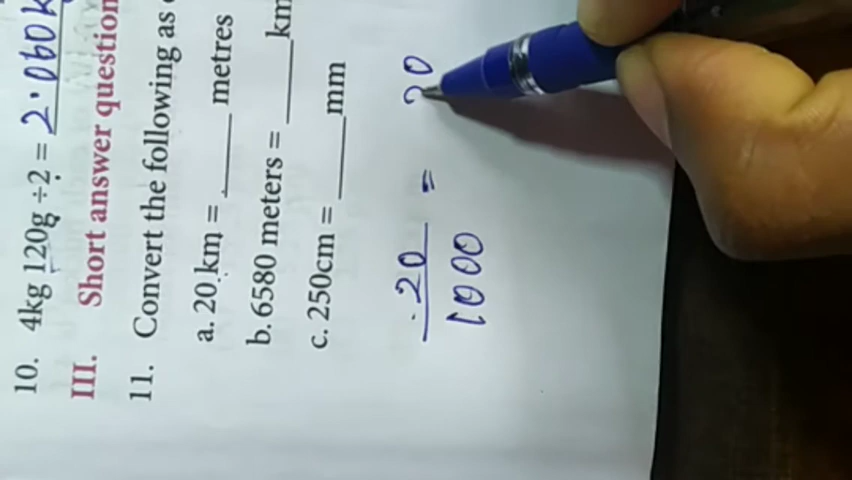 10. 4kg 120g ÷ 2 = 2.060k
III. Short answer question
11. Convert the following as
a. 20 km = ______ metres
b. 6580 meters = ______ km
c. 250cm = ______ mm
20
1000
= 20